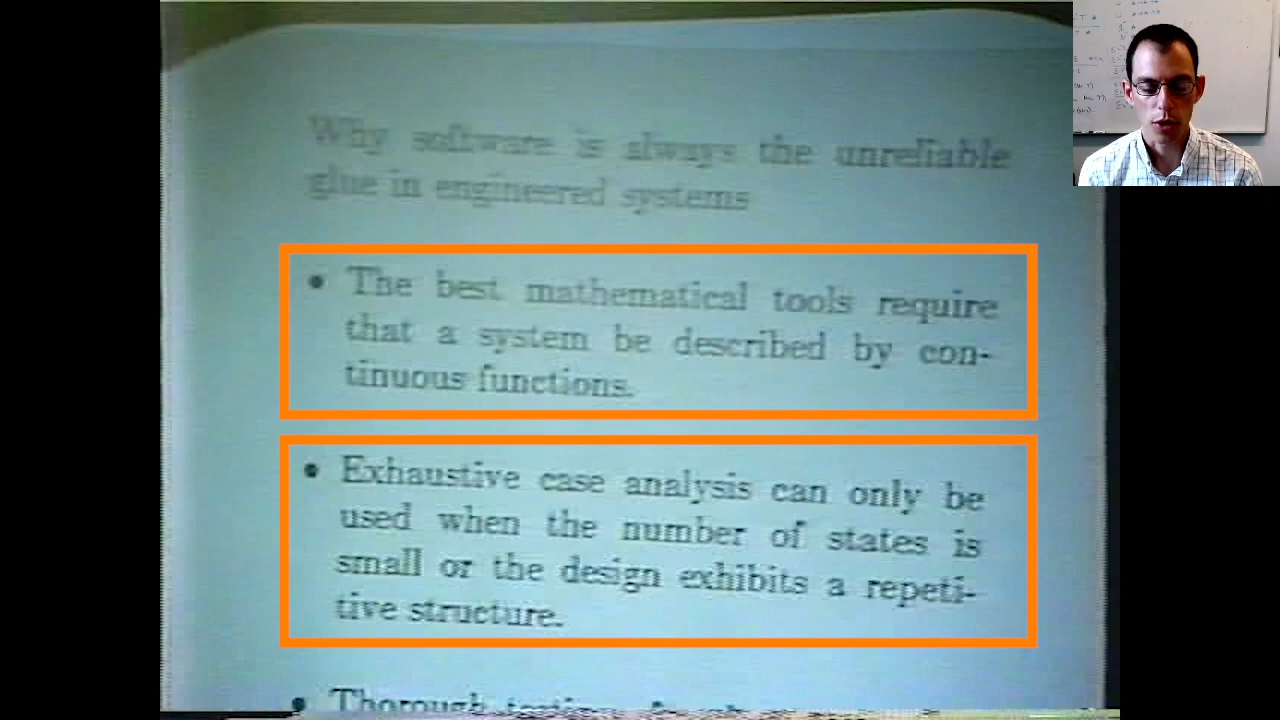 Why software is always the unreliable
glue in engineered systems
• The best mathematical tools require
that a system be described by con-
tinuous functions.
• Exhaustive case analysis can only be
used when the number of states is
small or the design exhibits a repeti-
tive structure.
• Thorough testing